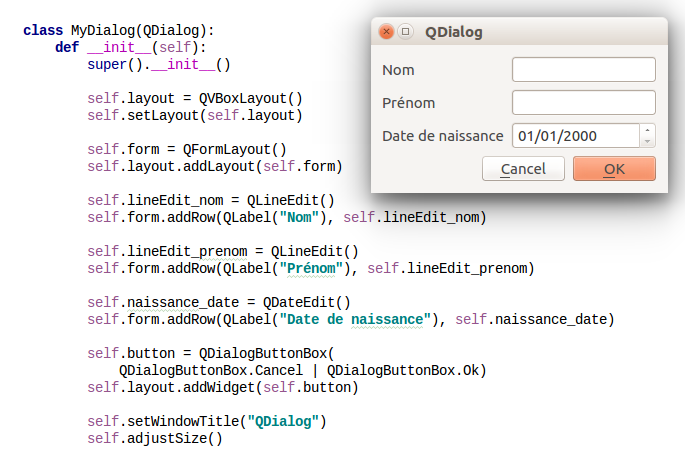 class MyDialog(QDialog):
    def __init__(self):
        super().__init__()
        self.layout = QVBoxLayout()
        self.setLayout(self.layout)
        self.form = QFormLayout()
        self.layout.addLayout(self.form)
        self.lineEdit_nom = QLineEdit()
        self.form.addRow(QLabel("Nom"), self.lineEdit_nom)
        self.lineEdit_prenom = QLineEdit()
        self.form.addRow(QLabel("Prénom"), self.lineEdit_prenom)
        self.naissance_date = QDateEdit()
        self.form.addRow(QLabel("Date de naissance"), self.naissance_date)
        self.button = QDialogButtonBox(
            QDialogButtonBox.Cancel | QDialogButtonBox.Ok)
        self.layout.addWidget(self.button)
        self.setWindowTitle("QDialog")
        self.adjustSize()
QDialog
Nom
Prénom
Date de naissance 01/01/2000
Cancel OK